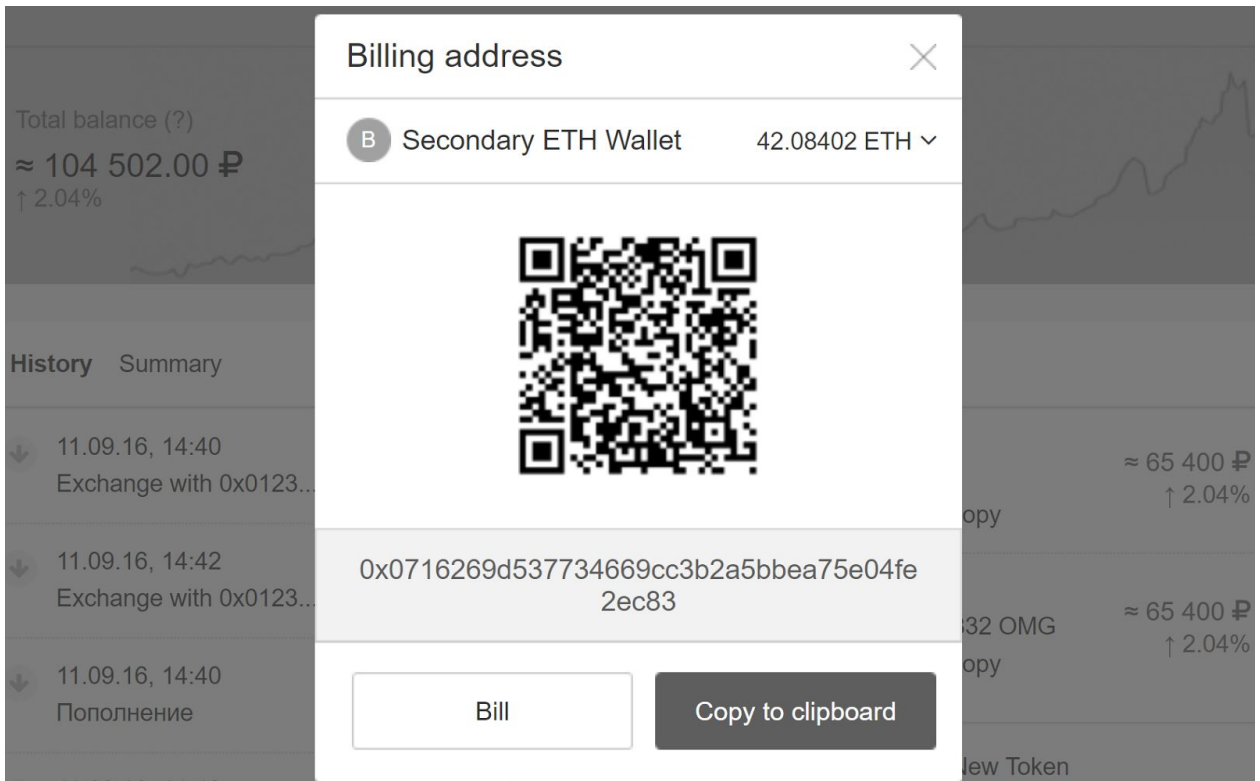 Billing address
Total balance (?)
≈ 104 502.00 ₽
↑ 2.04%
B Secondary ETH Wallet 42.08402 ETH
History Summary
11.09.16, 14:40
Exchange with 0x0123...
11.09.16, 14:42
Exchange with 0x0123...
11.09.16, 14:40
Пополнение
0x0716269d537734669cc3b2a5bbea75e04fe
2ec83
Bill Copy to clipboard
≈ 65 400 ₽
↑ 2.04%
opy
≈ 65 400 ₽
32 OMG
↑ 2.04%
opy
New Token